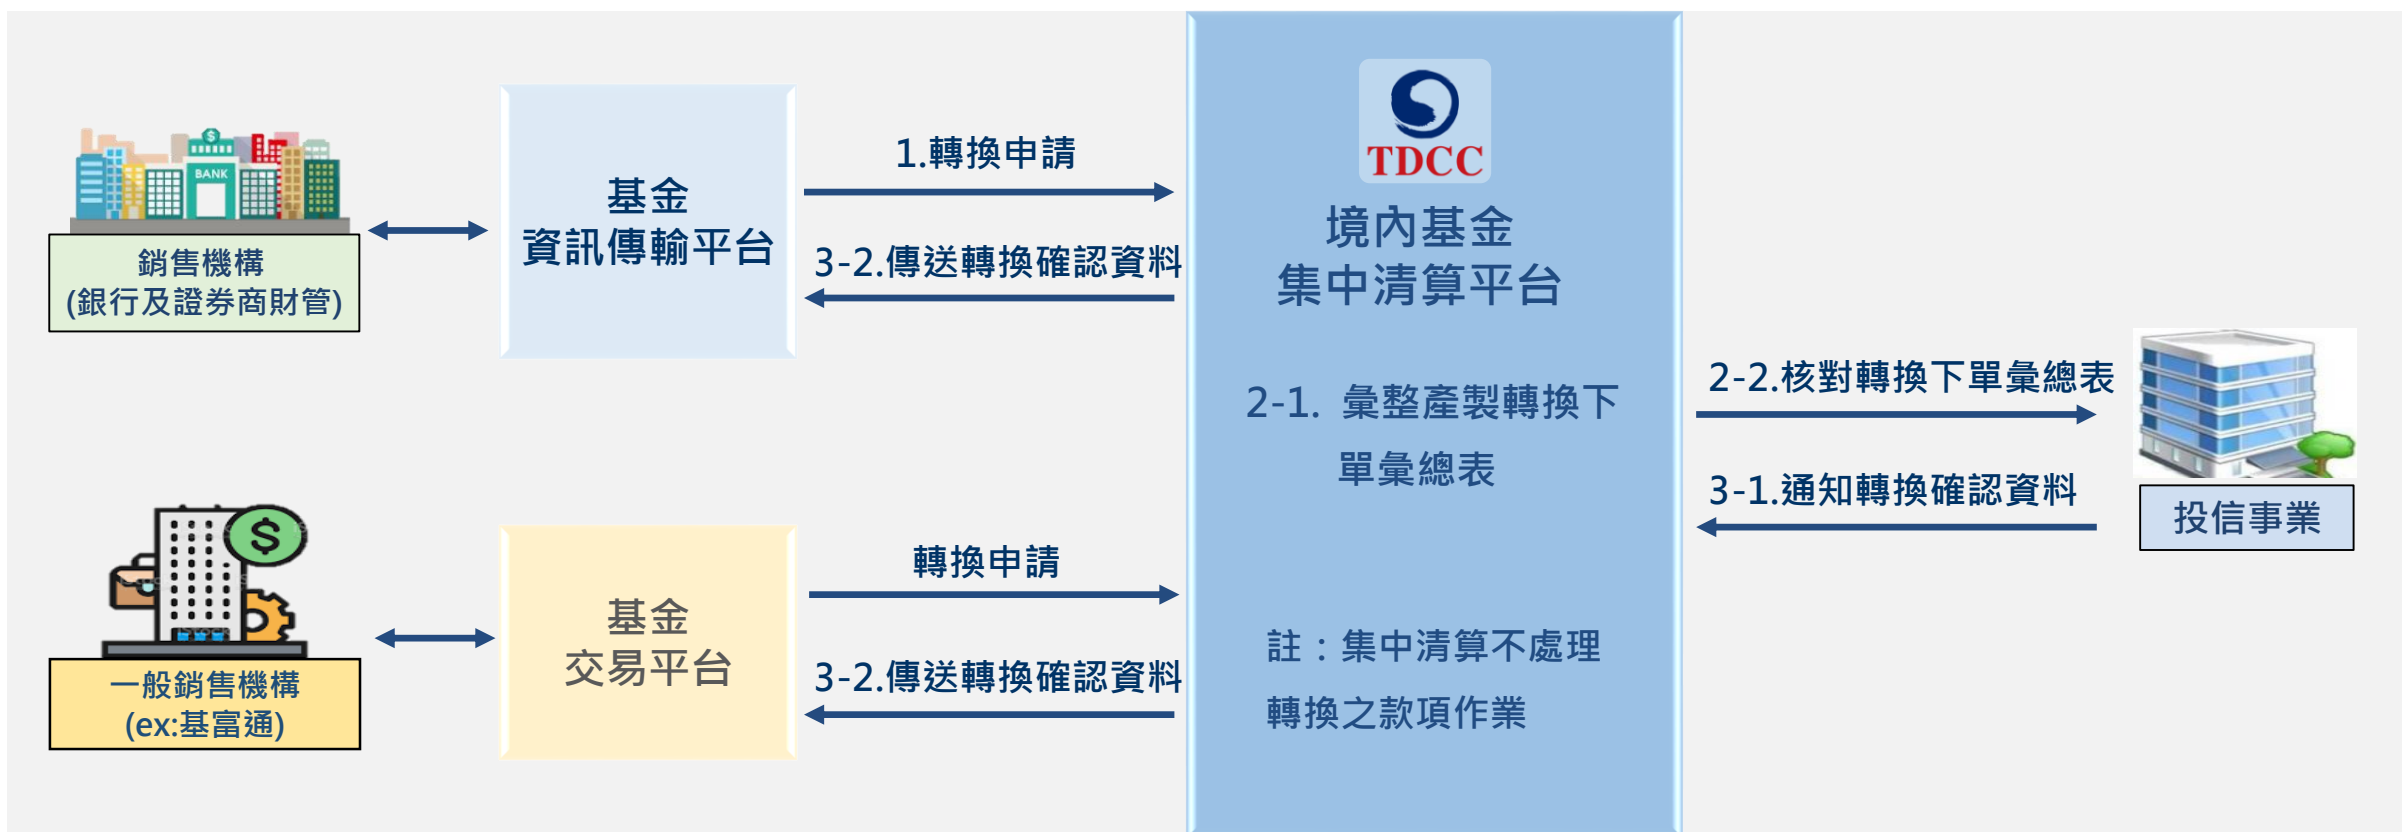 BANK
銷售機構
(銀行及證券商財管)
基金
資訊傳輸平台
1.轉換申請
3-2.傳送轉換確認資料
TDCC
境內基金
集中清算平台
2-1. 彙整產製轉換下
單彙總表
註：集中清算不處理
轉換之款項作業
2-2.核對轉換下單彙總表
3-1.通知轉換確認資料
投信事業
一般銷售機構
(ex:基富通)
基金
交易平台
轉換申請
3-2.傳送轉換確認資料